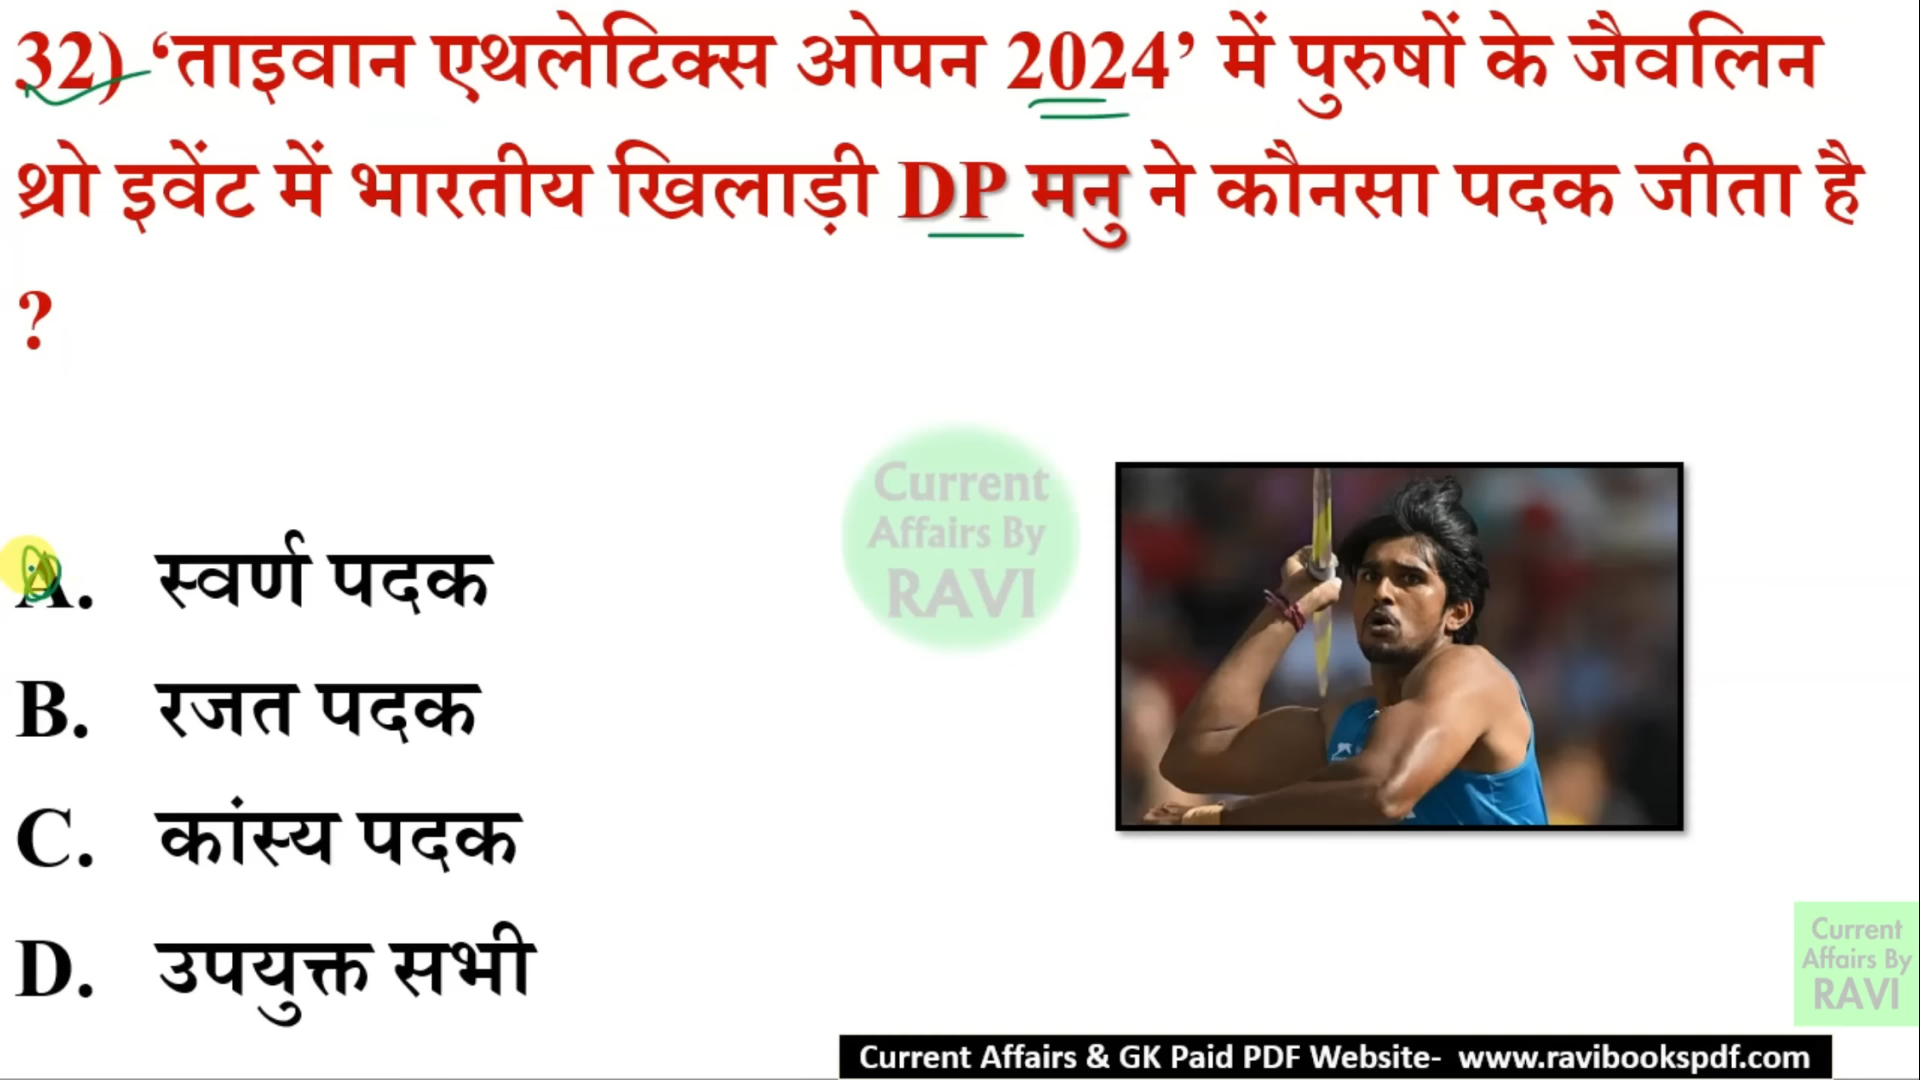 32) ‘ताइवान एथलेटिक्स ओपन 2024’ में पुरुषों के जैवलिन
थ्रो इवेंट में भारतीय खिलाड़ी DP मनु ने कौनसा पदक जीता है
?
Current
Affairs By
RAVI
A. स्वर्ण पदक
B. रजत पदक
C. कांस्य पदक
D. उपयुक्त सभी
Current
Affairs By
RAVI
Current Affairs & GK Paid PDF Website- www.ravibookspdf.com